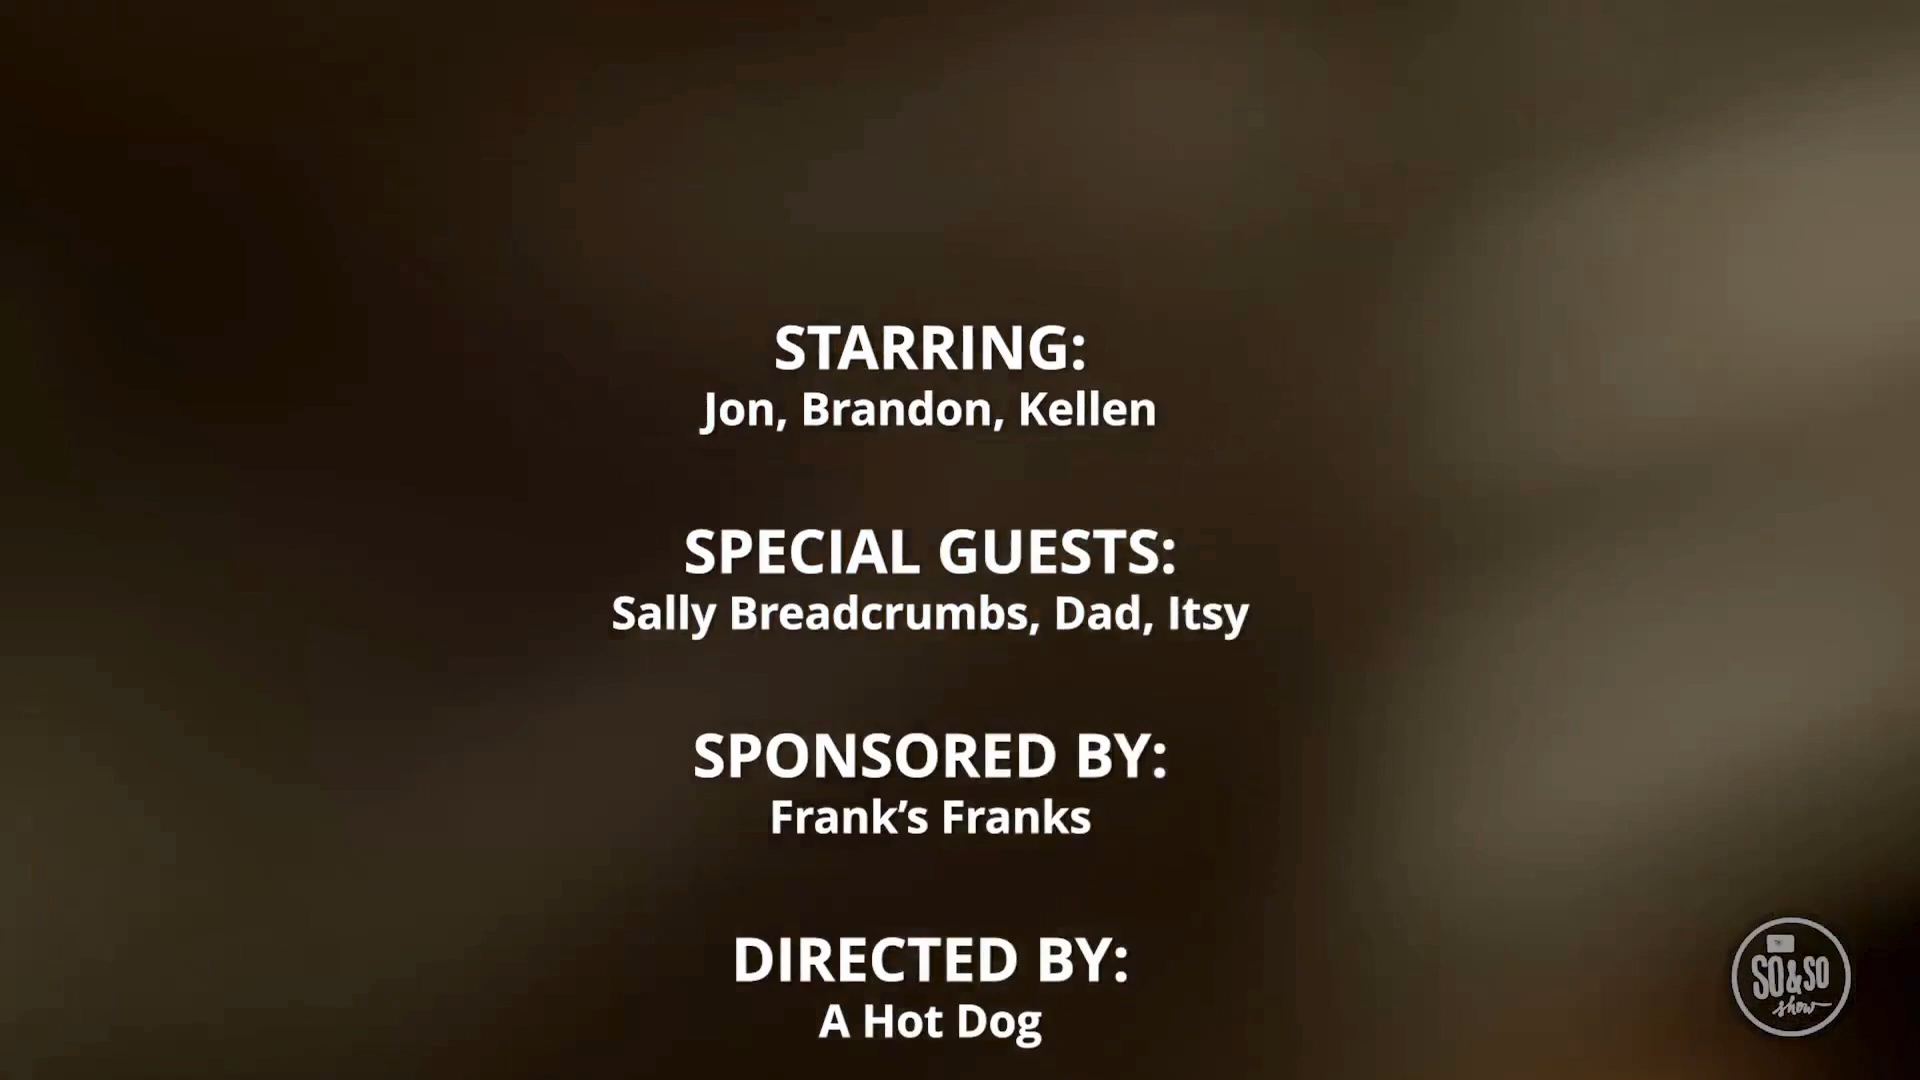 STARRING:
Jon, Brandon, Kellen
SPECIAL GUESTS:
Sally Breadcrumbs, Dad, Itsy
SPONSORED BY:
Frank’s Franks
DIRECTED BY:
A Hot Dog
SO&SO
show